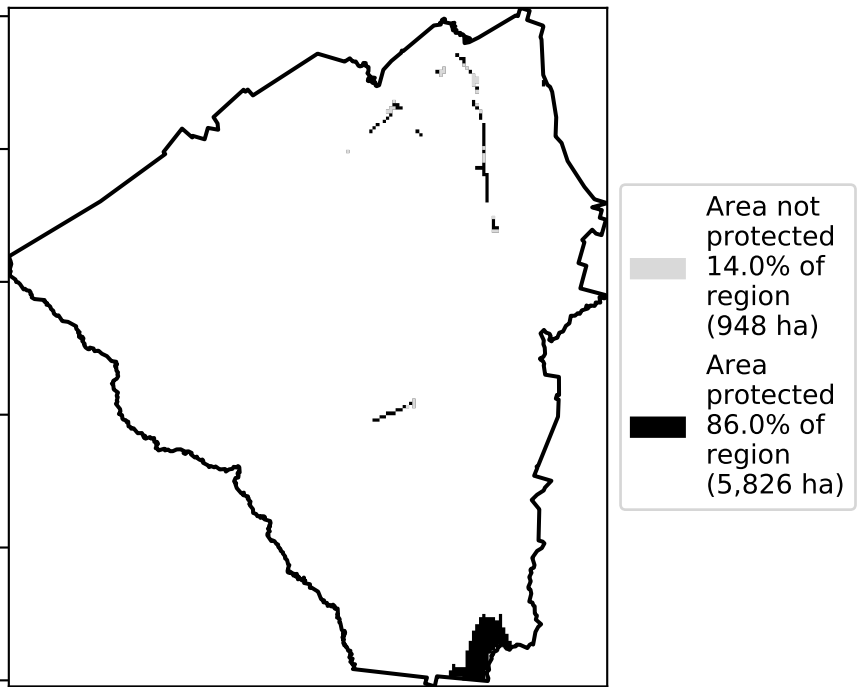 Area not
protected
14.0% of
region
(948 ha)
Area
protected
86.0% of
region
(5,826 ha)